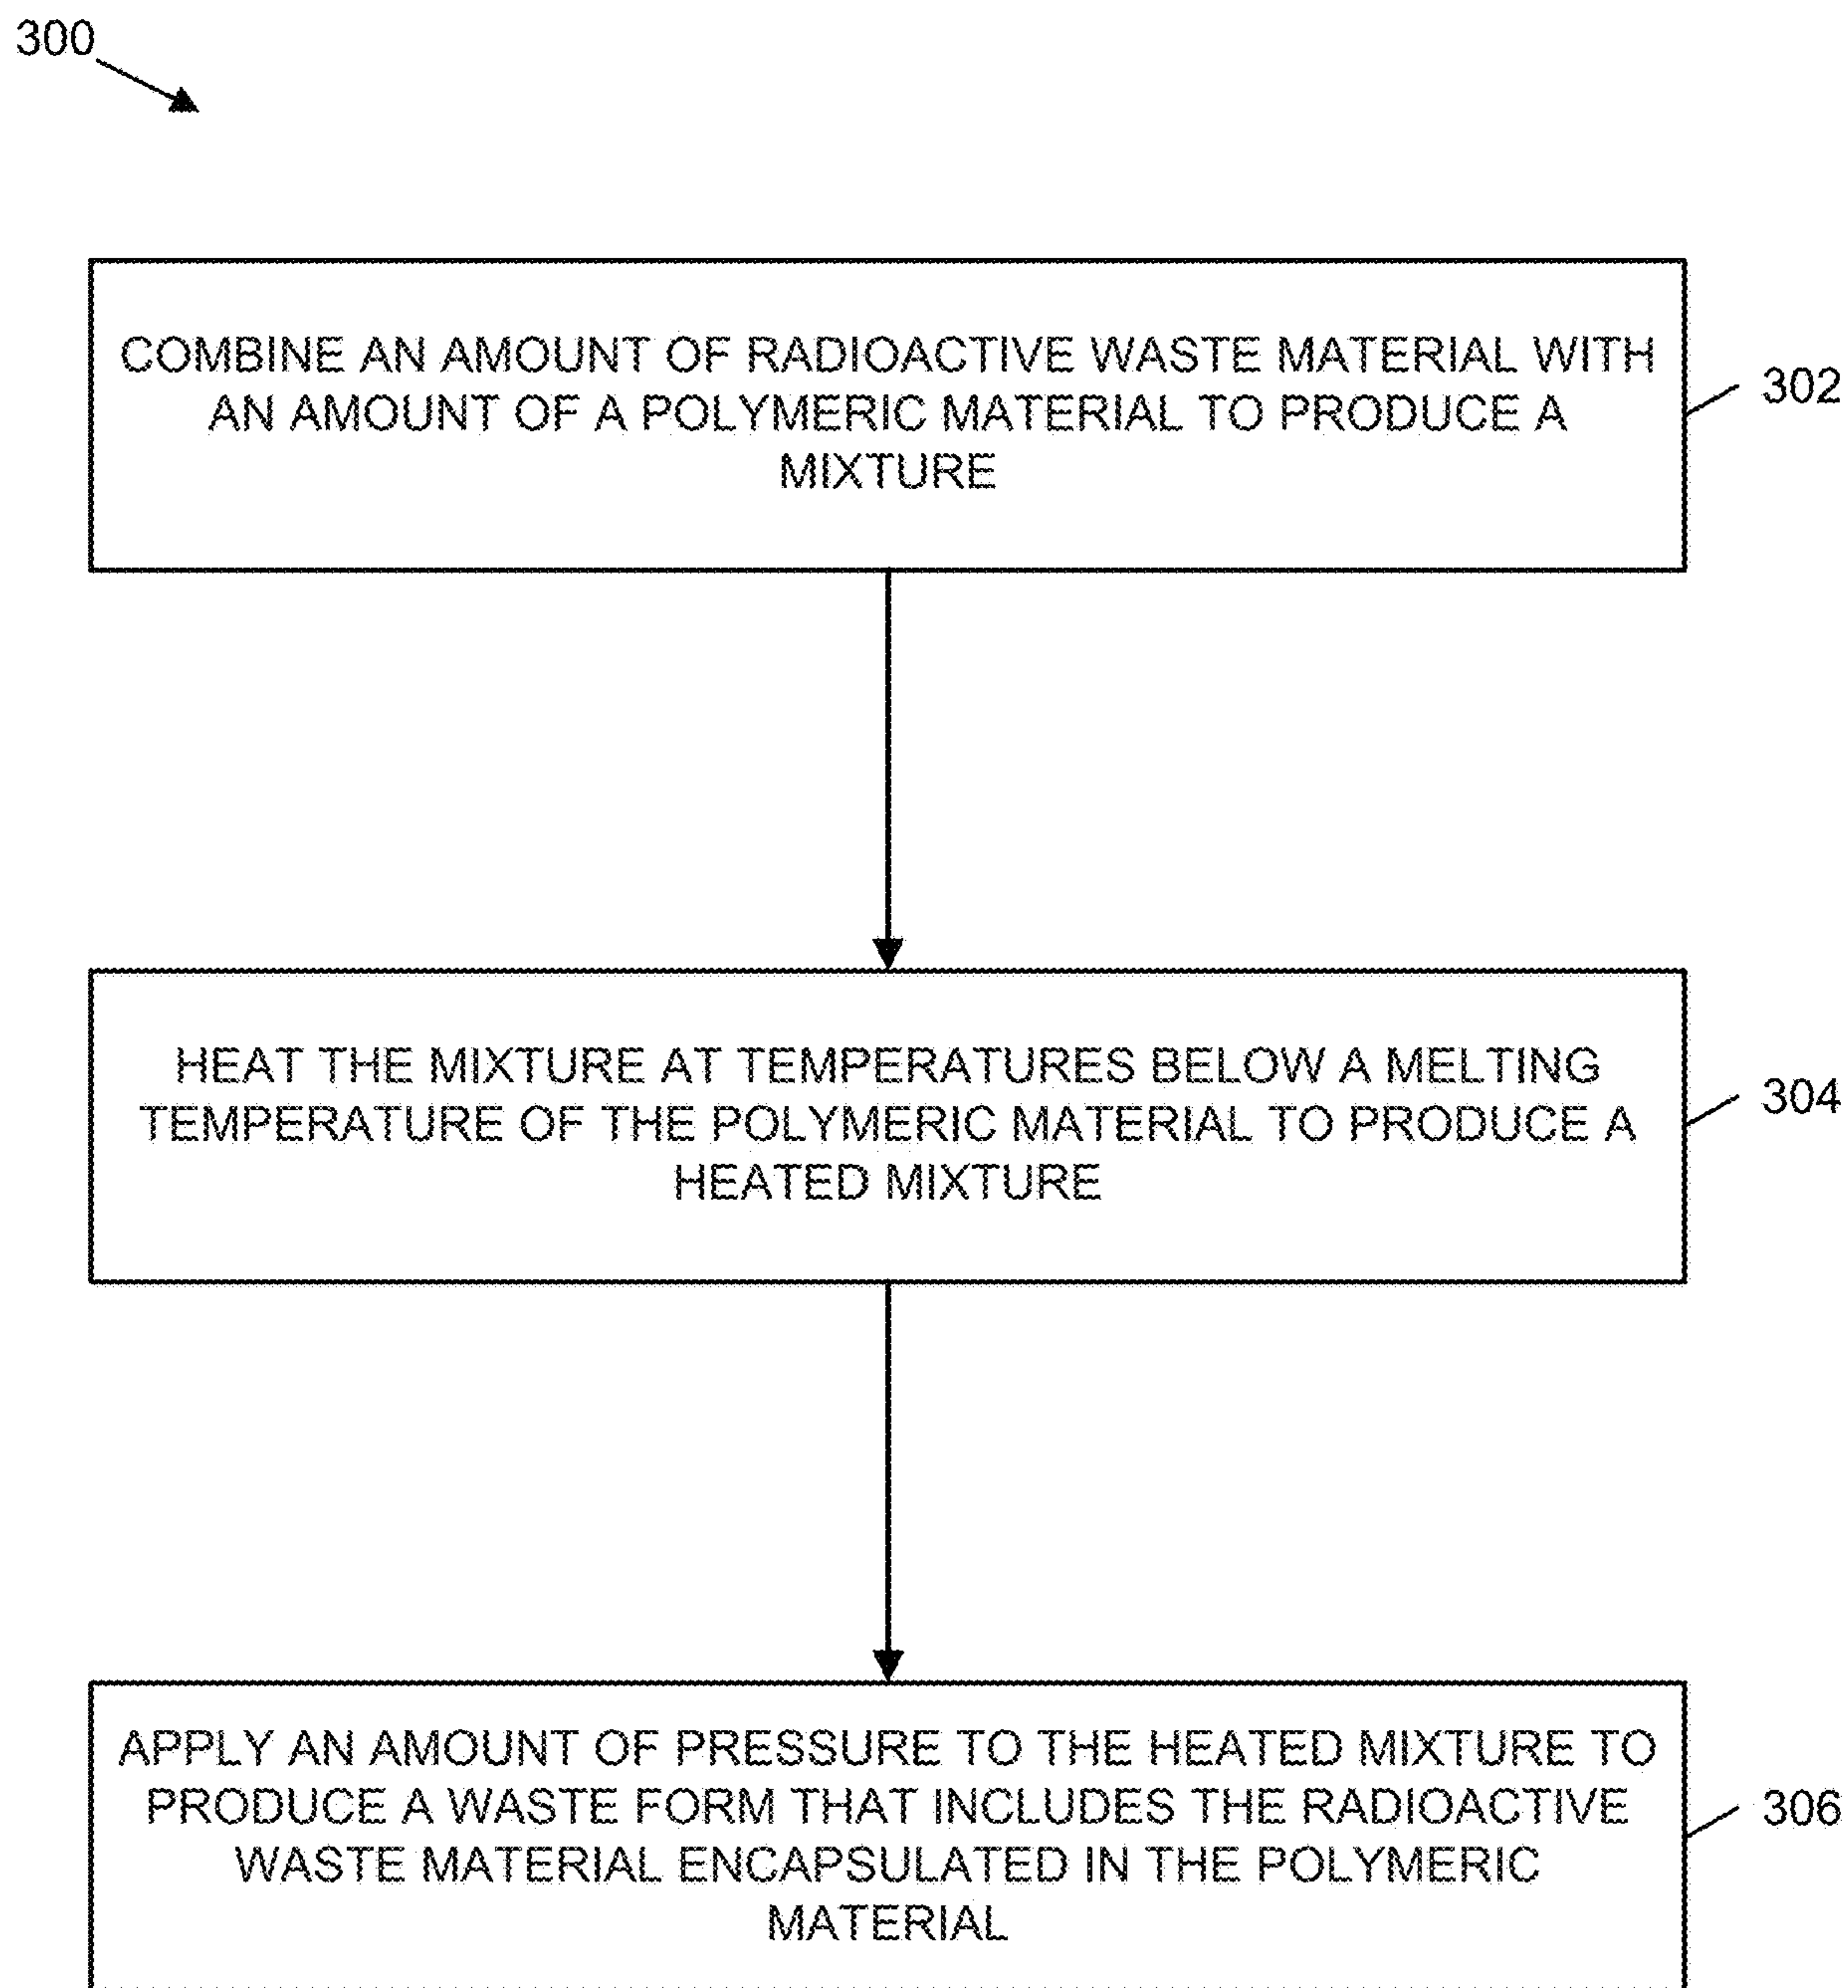 300
COMBINE AN AMOUNT OF RADIOACTIVE WASTE MATERIAL WITH
AN AMOUNT OF A POLYMERIC MATERIAL TO PRODUCE A
MIXTURE
302
HEAT THE MIXTURE AT TEMPERATURES BELOW A MELTING
TEMPERATURE OF THE POLYMERIC MATERIAL TO PRODUCE A
HEATED MIXTURE
304
APPLY AN AMOUNT OF PRESSURE TO THE HEATED MIXTURE TO
PRODUCE A WASTE FORM THAT INCLUDES THE RADIOACTIVE
WASTE MATERIAL ENCAPSULATED IN THE POLYMERIC
MATERIAL
306